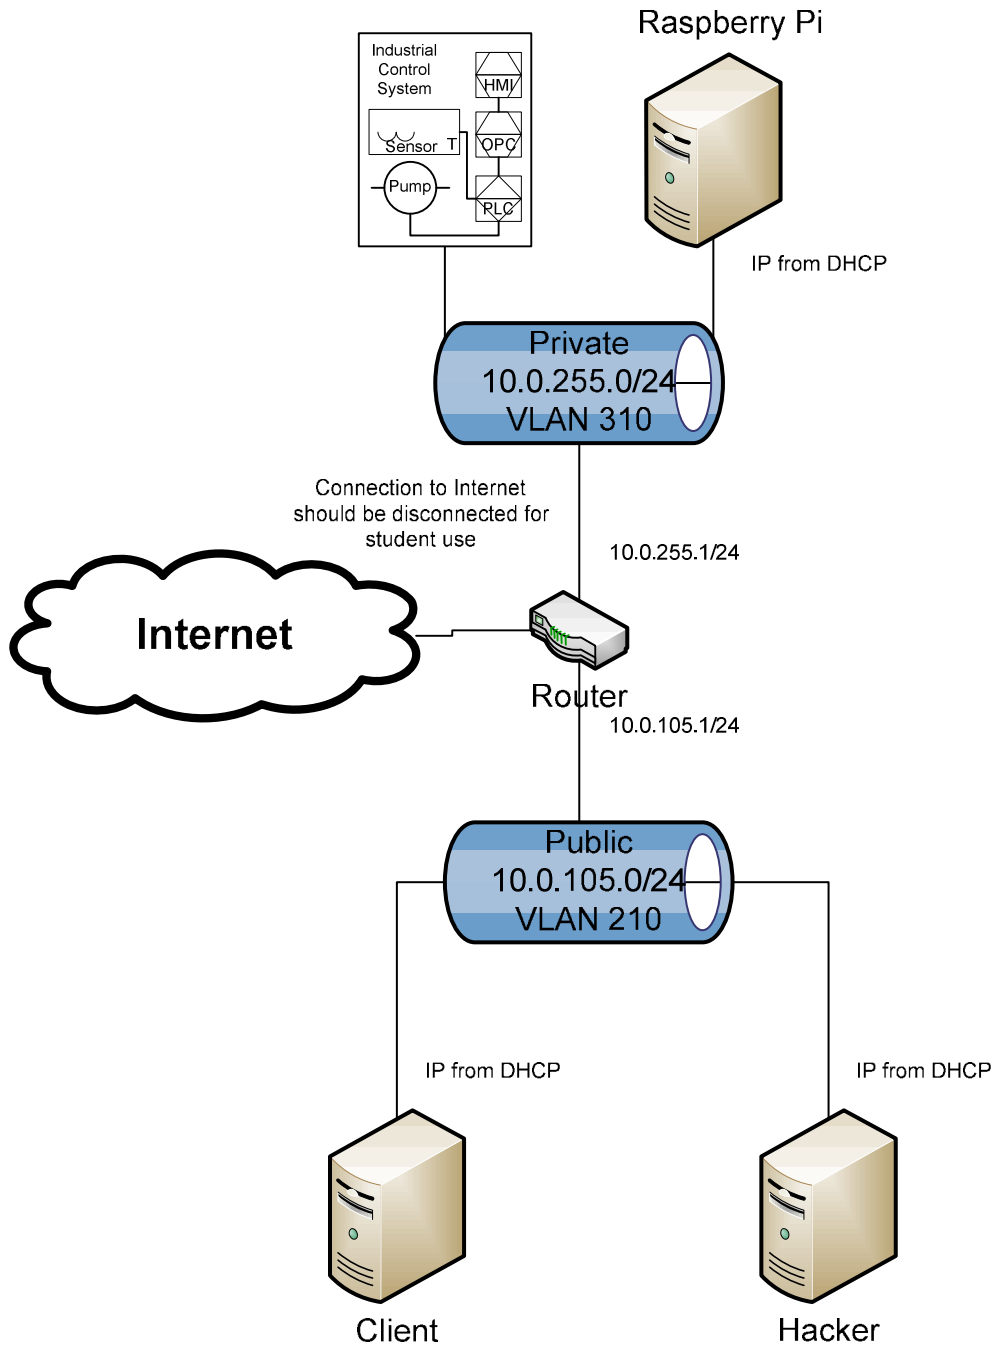 Raspberry Pi
Industrial
Control
System
HMI
OPC
Sensor T
Pump
PLC
IP from DHCP
Private
10.0.255.0/24
VLAN 310
Connection to Internet
should be disconnected for
student use
10.0.255.1/24
Internet
Router
10.0.105.1/24
Public
10.0.105.0/24
VLAN 210
IP from DHCP
IP from DHCP
Client
Hacker